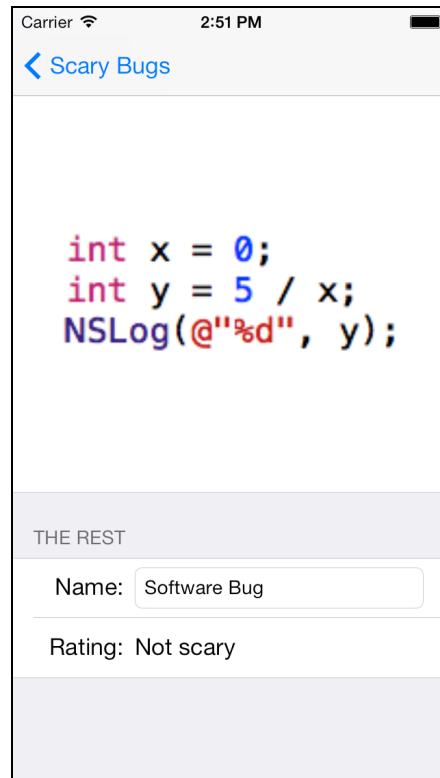 Carrier 2:51 PM
Scary Bugs
int x = 0;
int y = 5 / x;
NSLog(@"%d", y);
THE REST
Name: Software Bug
Rating: Not scary